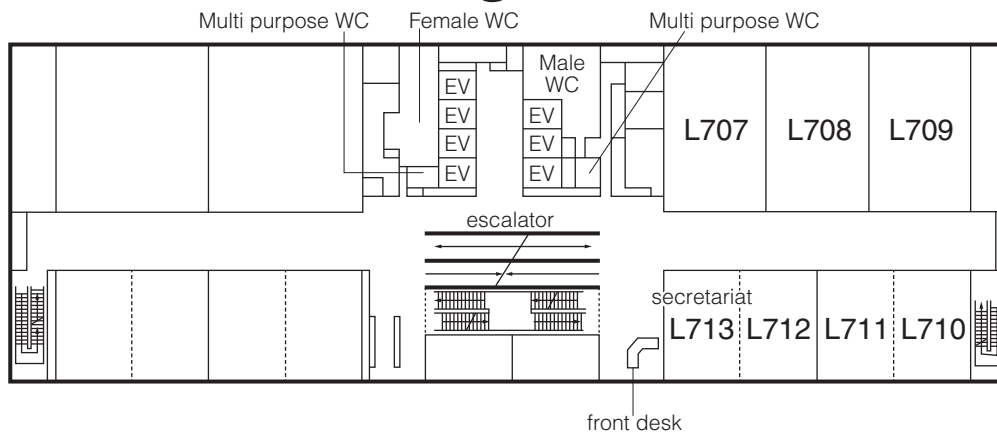 Multi purpose WC Female WC Multi purpose WC
Male
WC
EV
EV EV
EV EV
EV EV
L707 L708 L709
escalator
secretariat
L713 L712 L711 L710
front desk